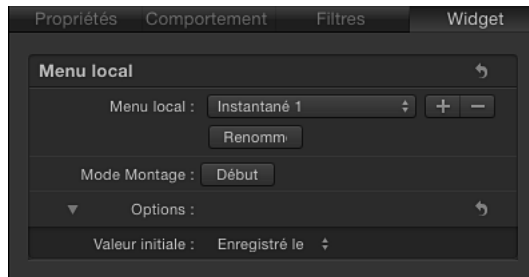 Propriétés Comportement Filtres Widget
Menu local
Menu local : Instantané 1
Renomm
Mode Montage : Début
Options :
Valeur initiale : Enregistré le